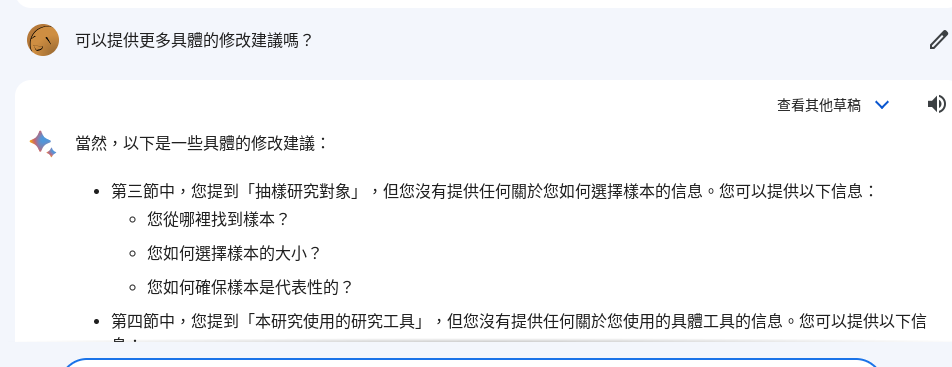 可以提供更多具體的修改建議嗎？
查看其他草稿
當然，以下是一些具體的修改建議：
• 第三節中，您提到「抽樣研究對象」，但您沒有提供任何關於您如何選擇樣本的信息。您可以提供以下信息：
◦ 您從哪裡找到樣本？
◦ 您如何選擇樣本的大小？
◦ 您如何確保樣本是代表性的？
• 第四節中，您提到「本研究使用的研究工具」，但您沒有提供任何關於您使用的具體工具的信息。您可以提供以下信
息：